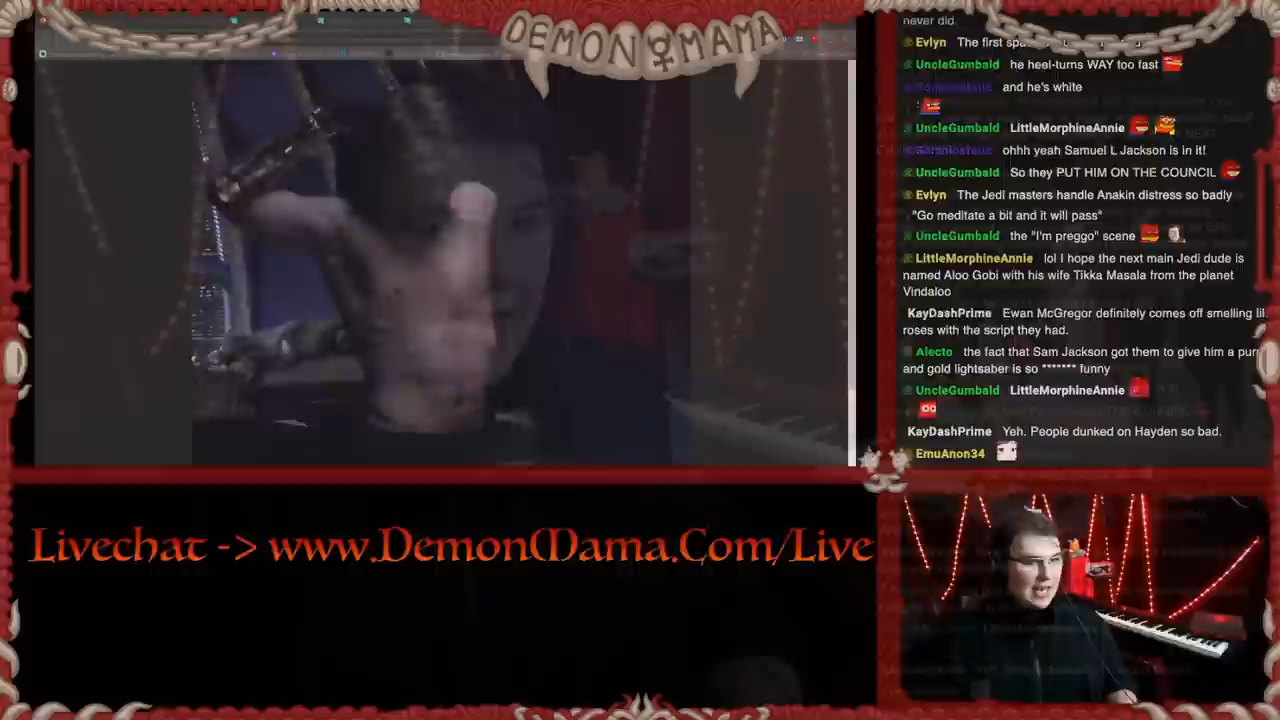 DEMON MAMA
never did
Evlyn The first
UncleGumbald he heel-turns WAY too fast
and he's white
UncleGumbald LittleMorphineAnnie
ohhh yeah Samuel L Jackson is in it!
UncleGumbald So they PUT HIM ON THE COUNCIL
Evlyn The Jedi masters handle Anakin distress so badly
"Go meditate a bit and it will pass"
UncleGumbald the "I'm preggo" scene
LittleMorphineAnnie lol I hope the next main Jedi dude is
named Aloo Gobi with his wife Tikka Masala from the planet
Vindaloo
KayDashPrime Ewan McGregor definitely comes off smelling
roses with the script they had.
Alecto the fact that Sam Jackson got them to give him a
and gold lightsaber is so ******* funny
UncleGumbald LittleMorphineAnnie
KayDashPrime Yeh. People dunked on Hayden so bad.
EmuAnon34
Livechat -> www.DemonMama.Com/Live